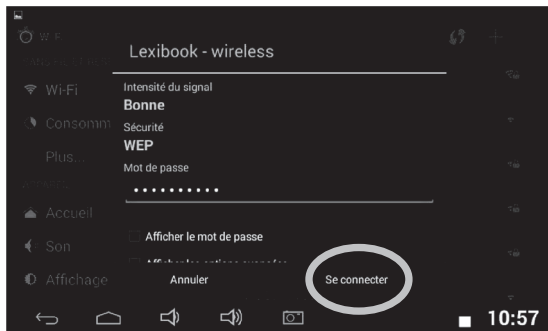 Lexibook - wireless
Wi-Fi
Intensité du signal
Bonne
Sécurité
WEP
Plus...
Mot de passe
Accueil
Afficher le mot de passe
Son
Affichage
Annuler
Se connecter
10:57